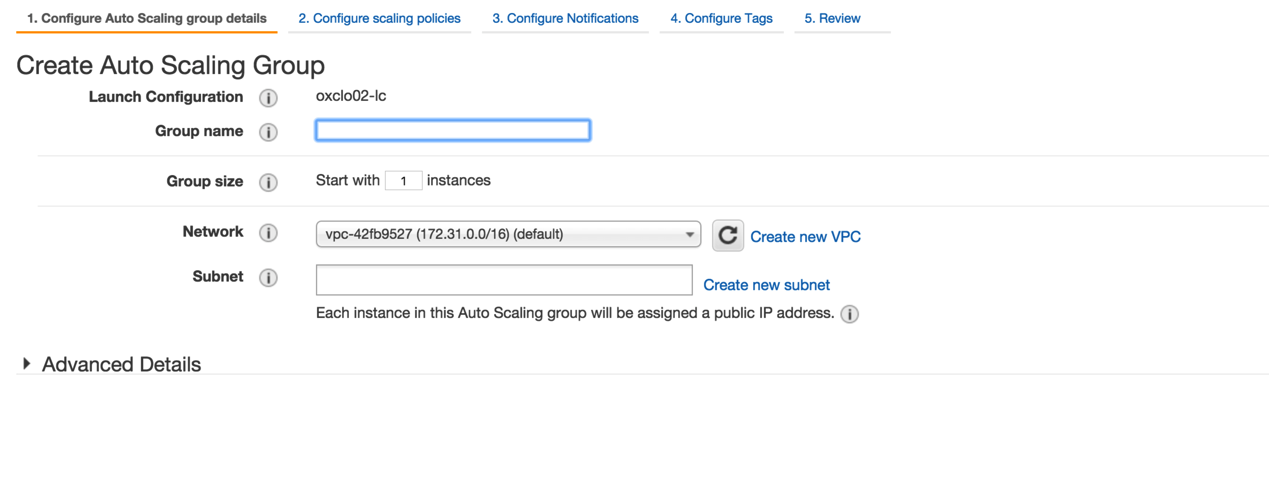 1. Configure Auto Scaling group details 2. Configure scaling policies 3. Configure Notifications 4. Configure Tags 5. Review
Create Auto Scaling Group
Launch Configuration i oxclo02-lc
Group name i
Group size i Start with 1 instances
Network i vpc-42fb9527 (172.31.0.0/16) (default) Create new VPC
Subnet i Create new subnet
Each instance in this Auto Scaling group will be assigned a public IP address. i
Advanced Details